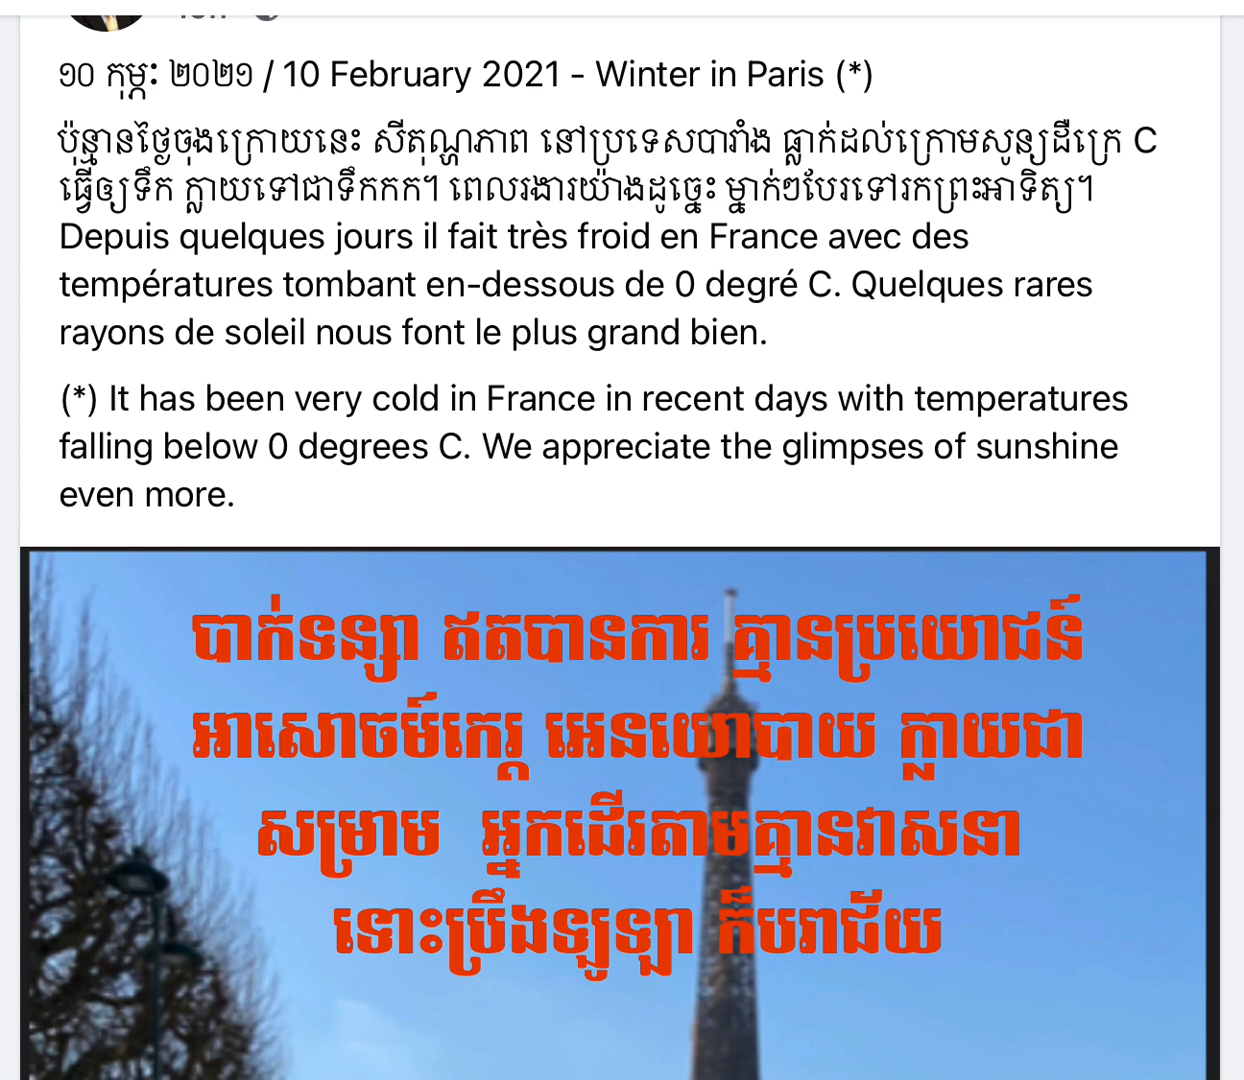 ១០ កុម្ភៈ ២០២១ / 10 February 2021 - Winter in Paris (*)
ប៉ុន្មានថ្ងៃចុងក្រោយនេះ សីតុណ្ហភាព នៅប្រទេសបារាំង ធ្លាក់ដល់ក្រោមសូន្យដឺក្រេ C
ធ្វើឲ្យទឹក ក្លាយទៅជាទឹកកក។ ពេលរងារយ៉ាងដូច្នេះ ម្នាក់ៗបែរទៅរកព្រះអាទិត្យ។
Depuis quelques jours il fait très froid en France avec des
températures tombant en-dessous de 0 degré C. Quelques rares
rayons de soleil nous font le plus grand bien.
(*) It has been very cold in France in recent days with temperatures
falling below 0 degrees C. We appreciate the glimpses of sunshine
even more.
បាក់ទន្សា ឥតបានការ គ្មានប្រយោជន៍
អាសោចម៍កេរ្ត អេនយោបាយ ក្លាយជា
សម្រាម អ្នកដើរតាមគ្មានវាសនា
ទោះប្រឹងឡូឡា ក៏បរាជ័យ